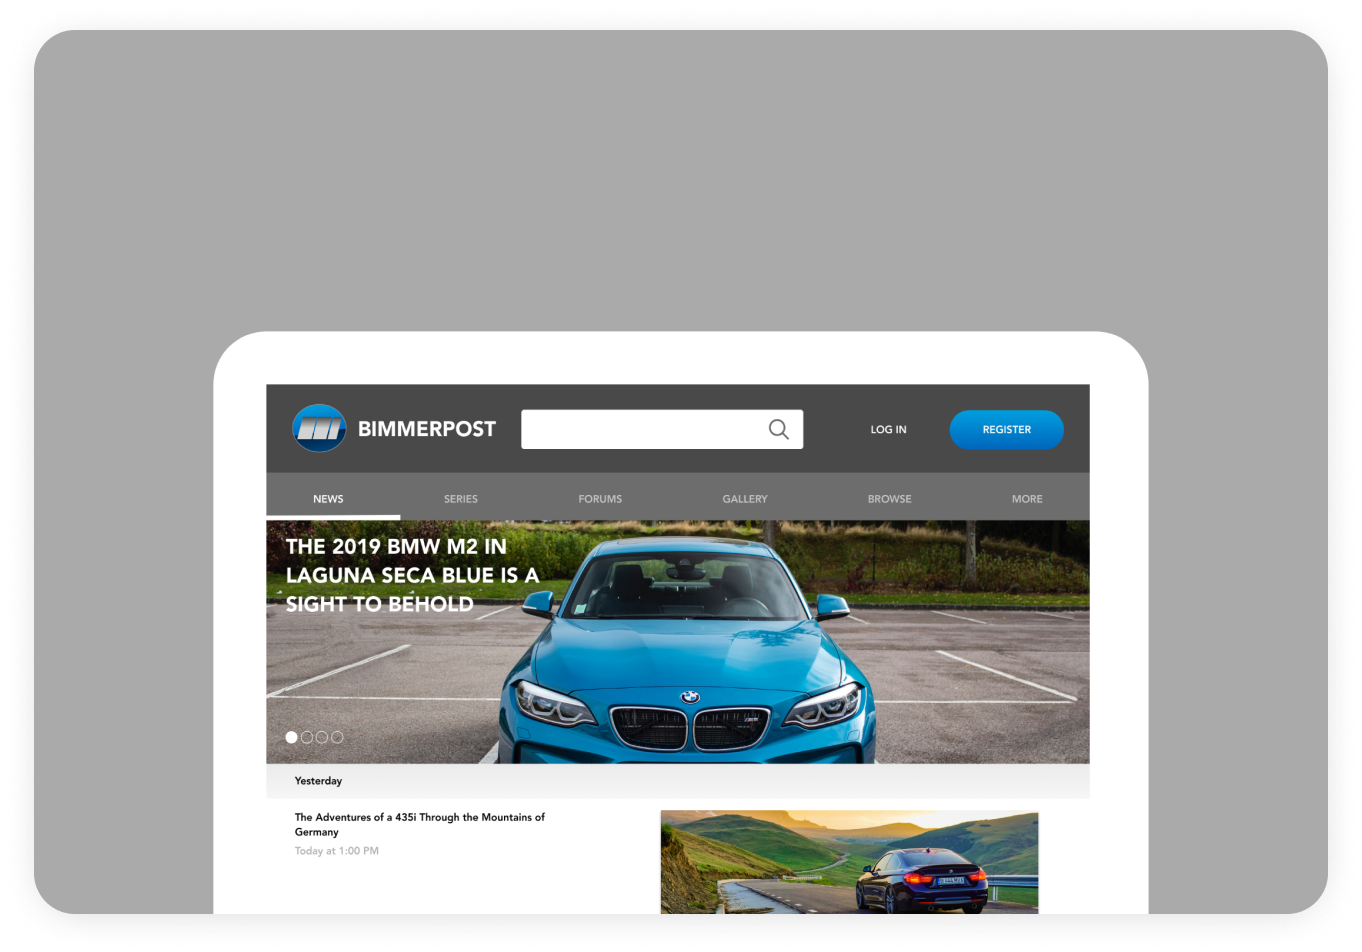 BIMMERPOST
LOG IN
REGISTER
NEWS
SERIES
FORUMS
GALLERY
BROWSE
MORE
THE 2019 BMW M2 IN
LAGUNA SECA BLUE IS A
SIGHT TO BEHOLD
Yesterday
The Adventures of a 435i Through the Mountains of
Germany
Today at 1:00 PM